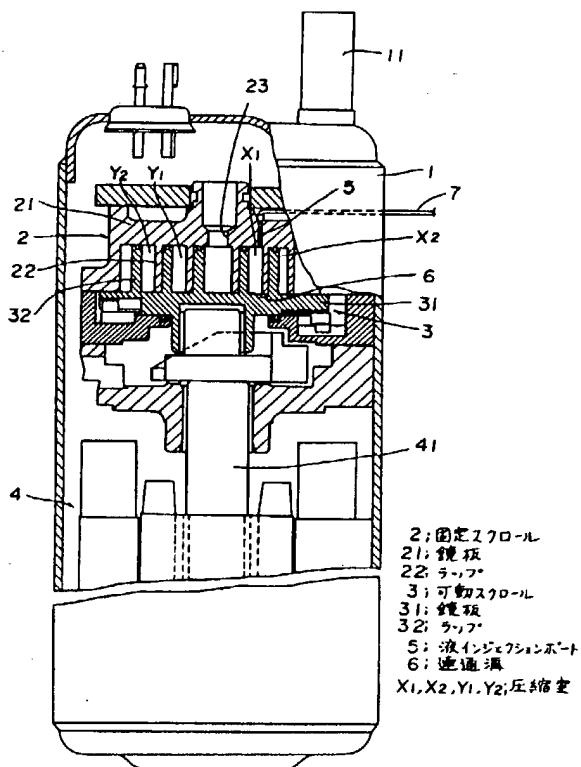 11
23
X1
Y2
Y1
5
1
21
7
2
X2
22
6
32
31
3
41
4
2; 固定スクロール
21; 鏡板
22; ラップ
3; 可動スクロール
31; 鏡板
32; ラップ
5; 液インジェクションポート
6; 連通溝
X1,X2,Y1,Y2; 圧縮室